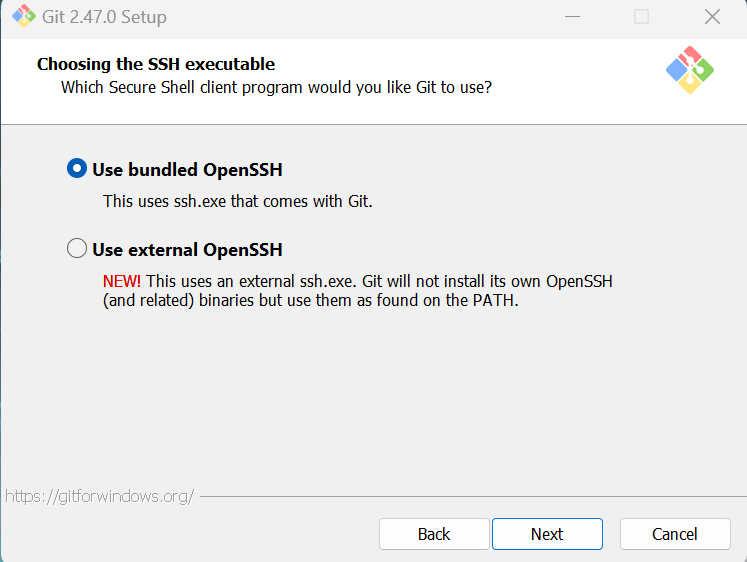 Git 2.47.0 Setup
Choosing the SSH executable
Which Secure Shell client program would you like Git to use?
Use bundled OpenSSH
This uses ssh.exe that comes with Git.
Use external OpenSSH
NEW! This uses an external ssh.exe. Git will not install its own OpenSSH
(and related) binaries but use them as found on the PATH.
https://gitforwindows.org/
Back
Next
Cancel